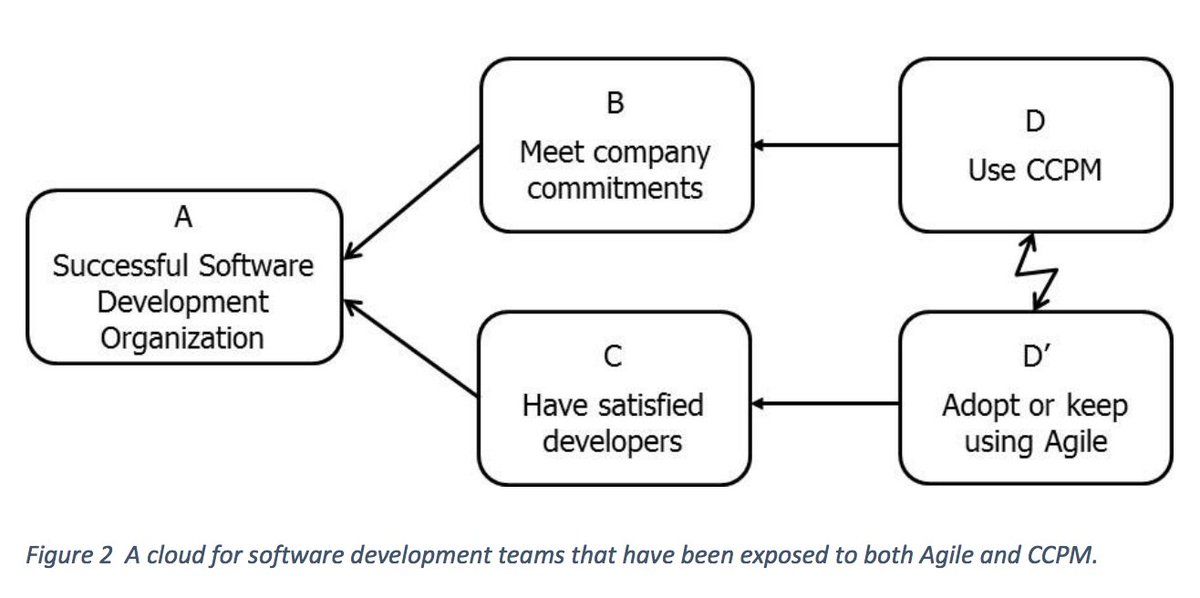 A
Successful Software
Development
Organization
B
Meet company
commitments
C
Have satisfied
developers
D
Use CCPM
D′
Adopt or keep
using Agile
Figure 2  A cloud for software development teams that have been exposed to both Agile and CCPM.